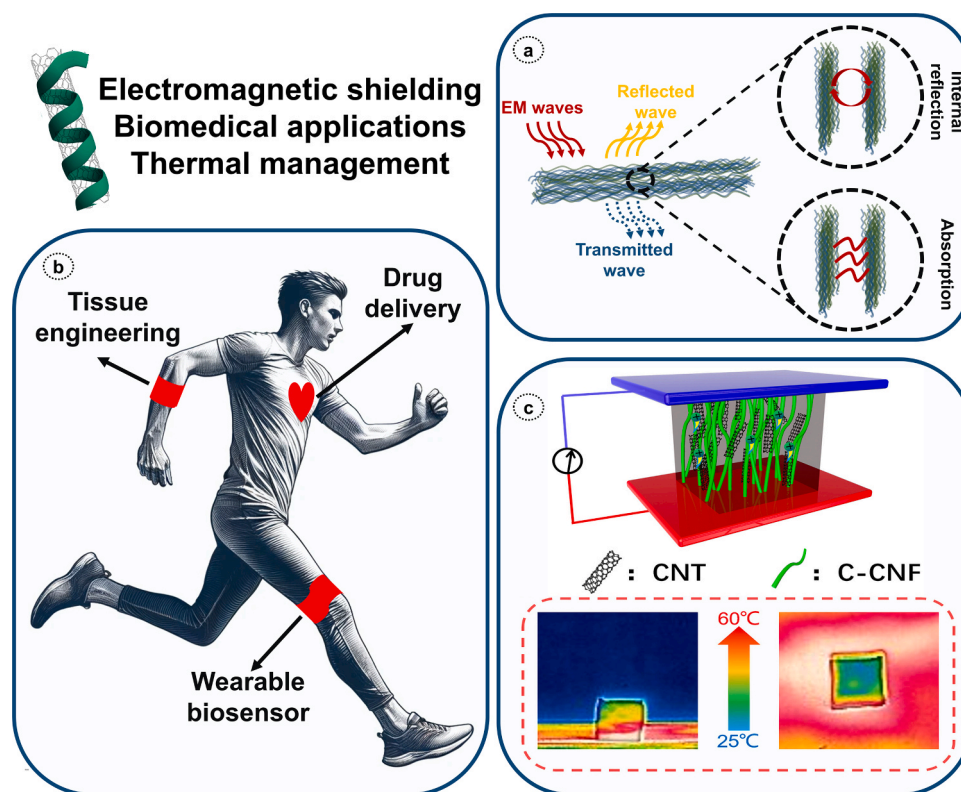 Electromagnetic shielding
Biomedical applications
Thermal management
a
EM waves
Reflected
wave
Transmitted
wave
Internal
reflection
Absorption
b
Tissue
engineering
Drug
delivery
Wearable
biosensor
c
: CNT
: C-CNF
60℃
25℃